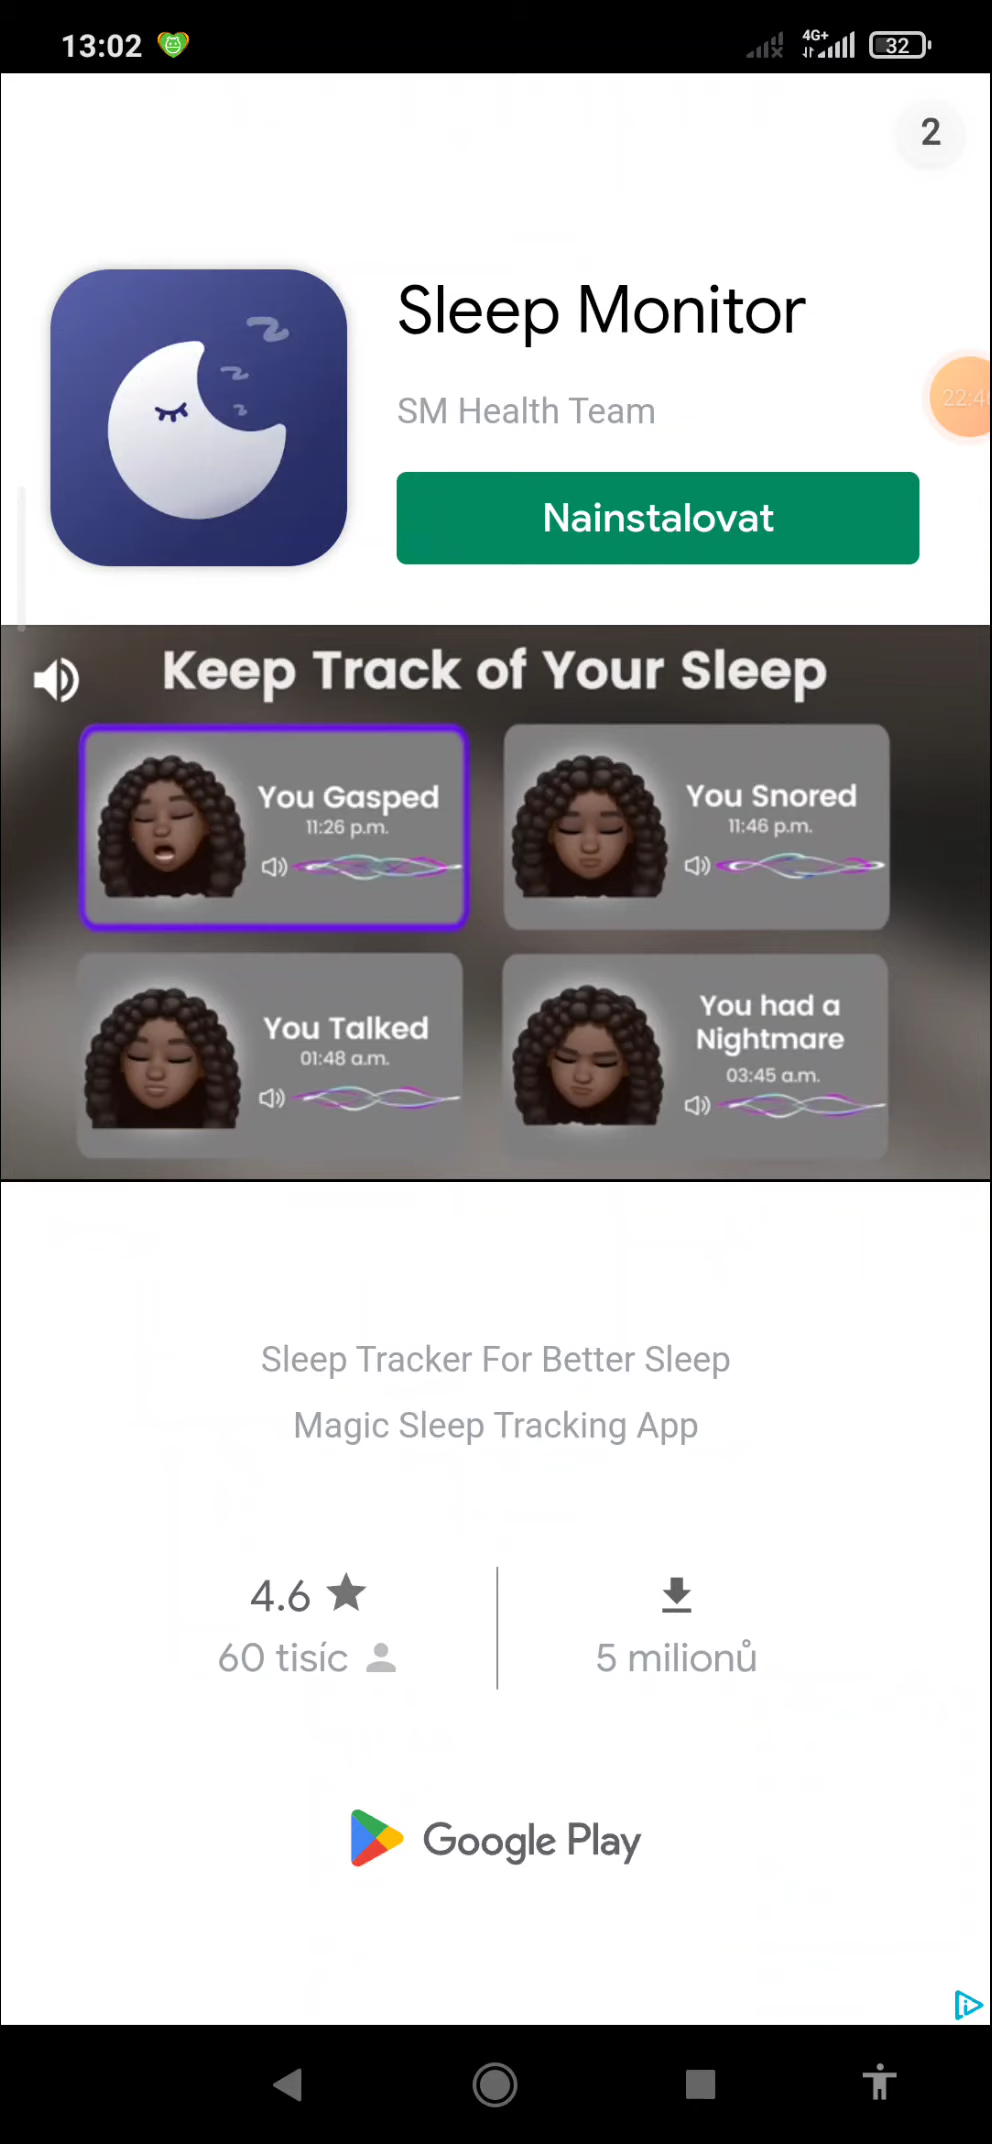 13:02
4G+
32
2
Sleep Monitor
SM Health Team
22:4
Nainstalovat
Keep Track of Your Sleep
You Gasped
11:26 p.m.
You Snored
11:46 p.m.
You Talked
01:48 a.m.
You had a
Nightmare
03:45 a.m.
Sleep Tracker For Better Sleep
Magic Sleep Tracking App
4.6
60 tisíc
5 milionů
Google Play